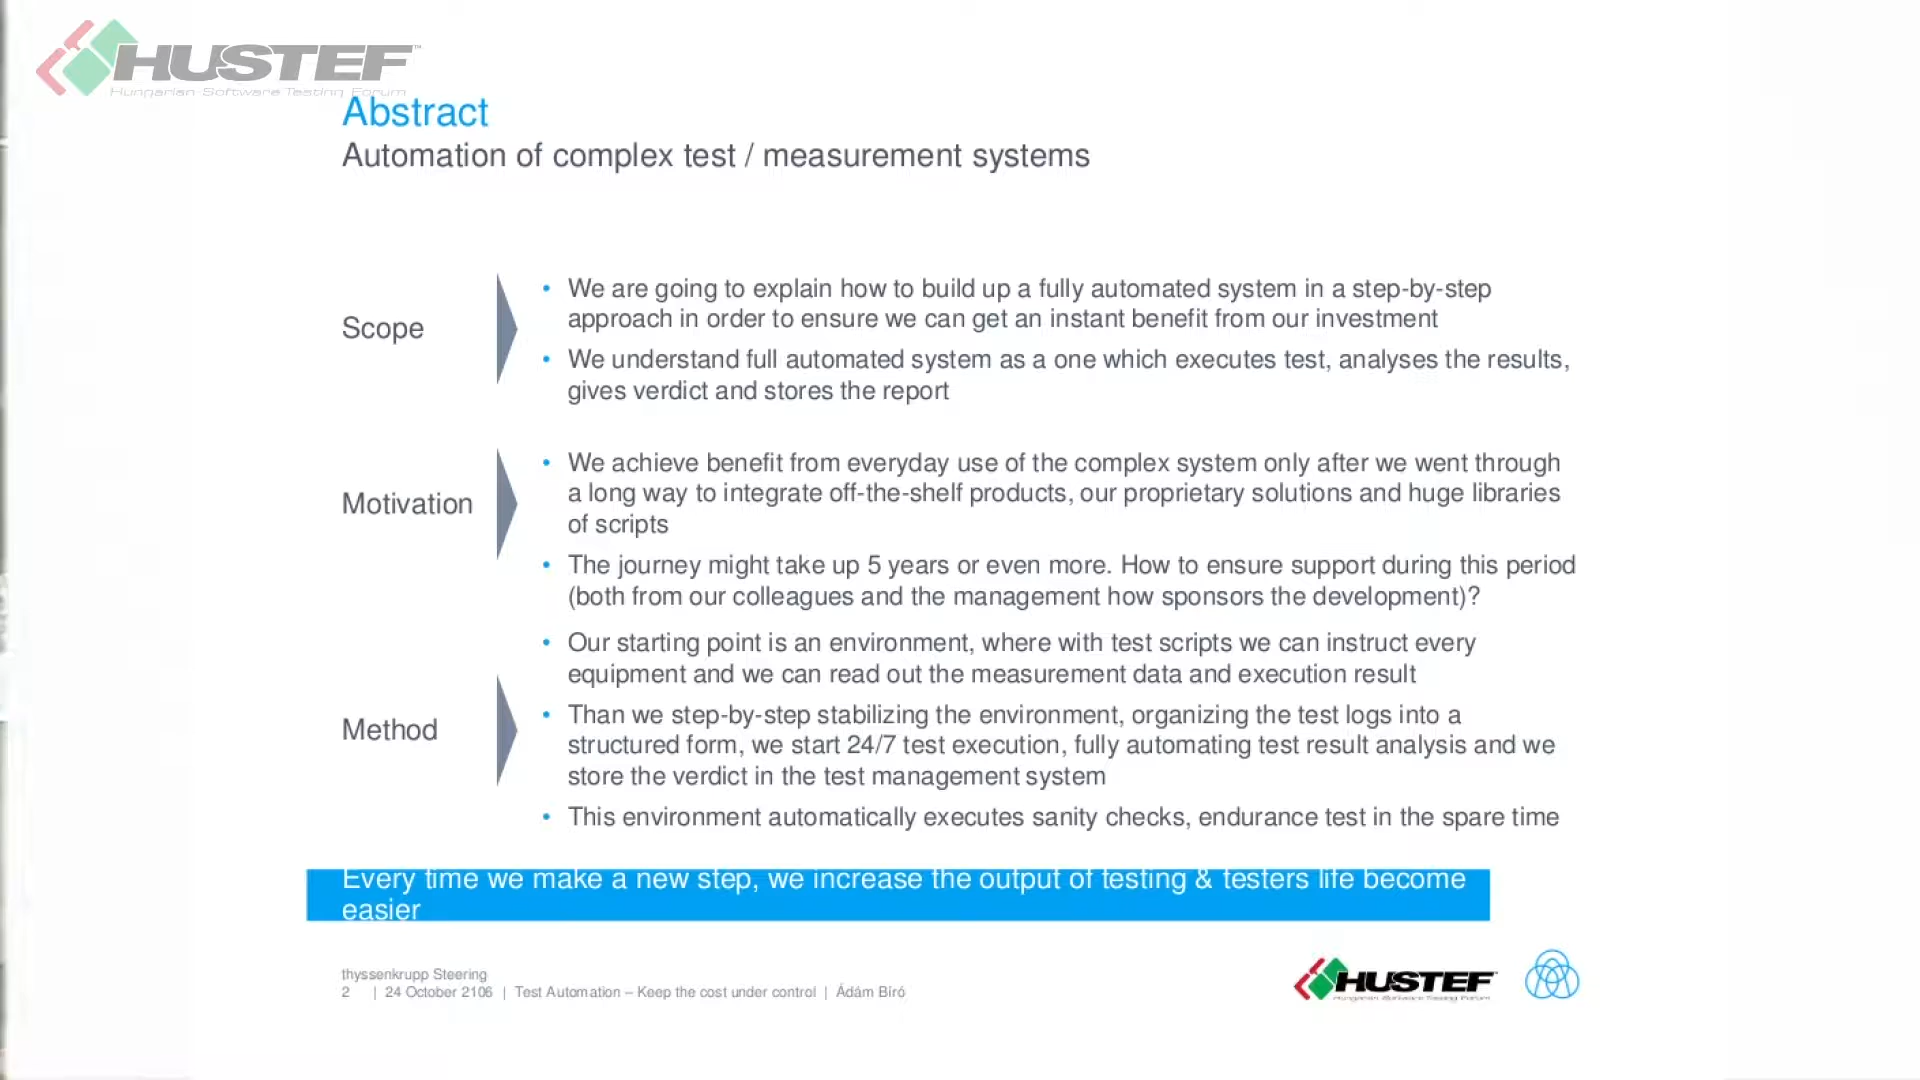 HUSTEF™
Hungarian Software Testing Forum
Abstract
Automation of complex test / measurement systems
Scope
• We are going to explain how to build up a fully automated system in a step-by-step
approach in order to ensure we can get an instant benefit from our investment
• We understand full automated system as a one which executes test, analyses the results,
gives verdict and stores the report
Motivation
• We achieve benefit from everyday use of the complex system only after we went through
a long way to integrate off-the-shelf products, our proprietary solutions and huge libraries
of scripts
• The journey might take up 5 years or even more. How to ensure support during this period
(both from our colleagues and the management how sponsors the development)?
Method
• Our starting point is an environment, where with test scripts we can instruct every
equipment and we can read out the measurement data and execution result
• Than we step-by-step stabilizing the environment, organizing the test logs into a
structured form, we start 24/7 test execution, fully automating test result analysis and we
store the verdict in the test management system
• This environment automatically executes sanity checks, endurance test in the spare time
Every time we make a new step, we increase the output of testing & testers life become
easier
thyssenkrupp Steering
2 | 24 October 2106 | Test Automation – Keep the cost under control | Ádám Bíró
HUSTEF
Hungarian Software Testing Forum